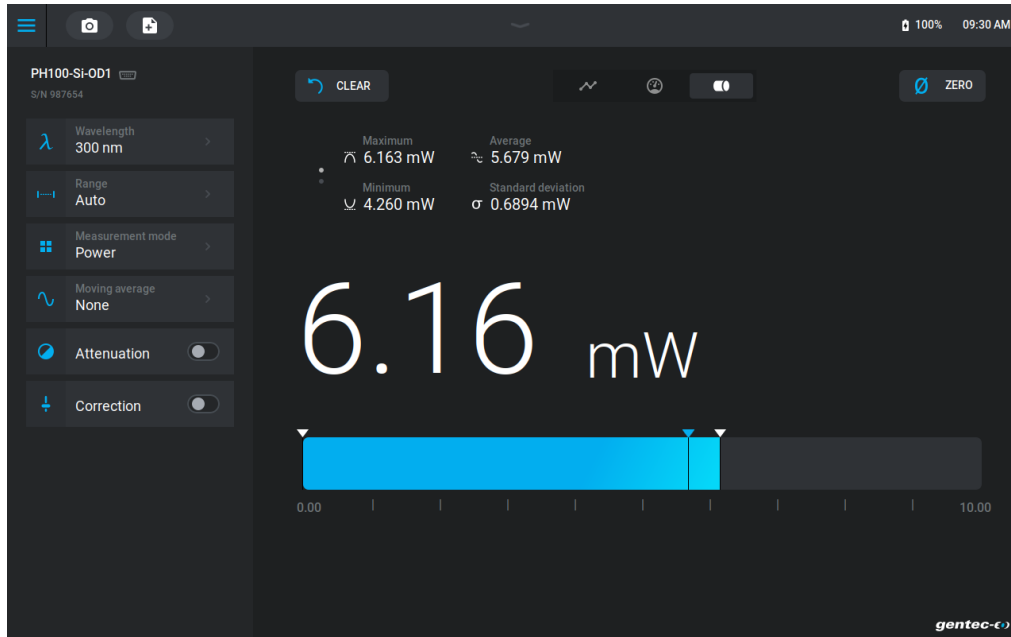 100% 09:30 AM
PH100-Si-OD1
S/N 987654
CLEAR
ZERO
λ
Wavelength
300 nm
Range
Auto
Measurement mode
Power
Moving average
None
Attenuation
Correction
Maximum
6.163 mW
Average
5.679 mW
Minimum
4.260 mW
Standard deviation
σ 0.6894 mW
6.16 mW
0.00 10.00
gentec-EO